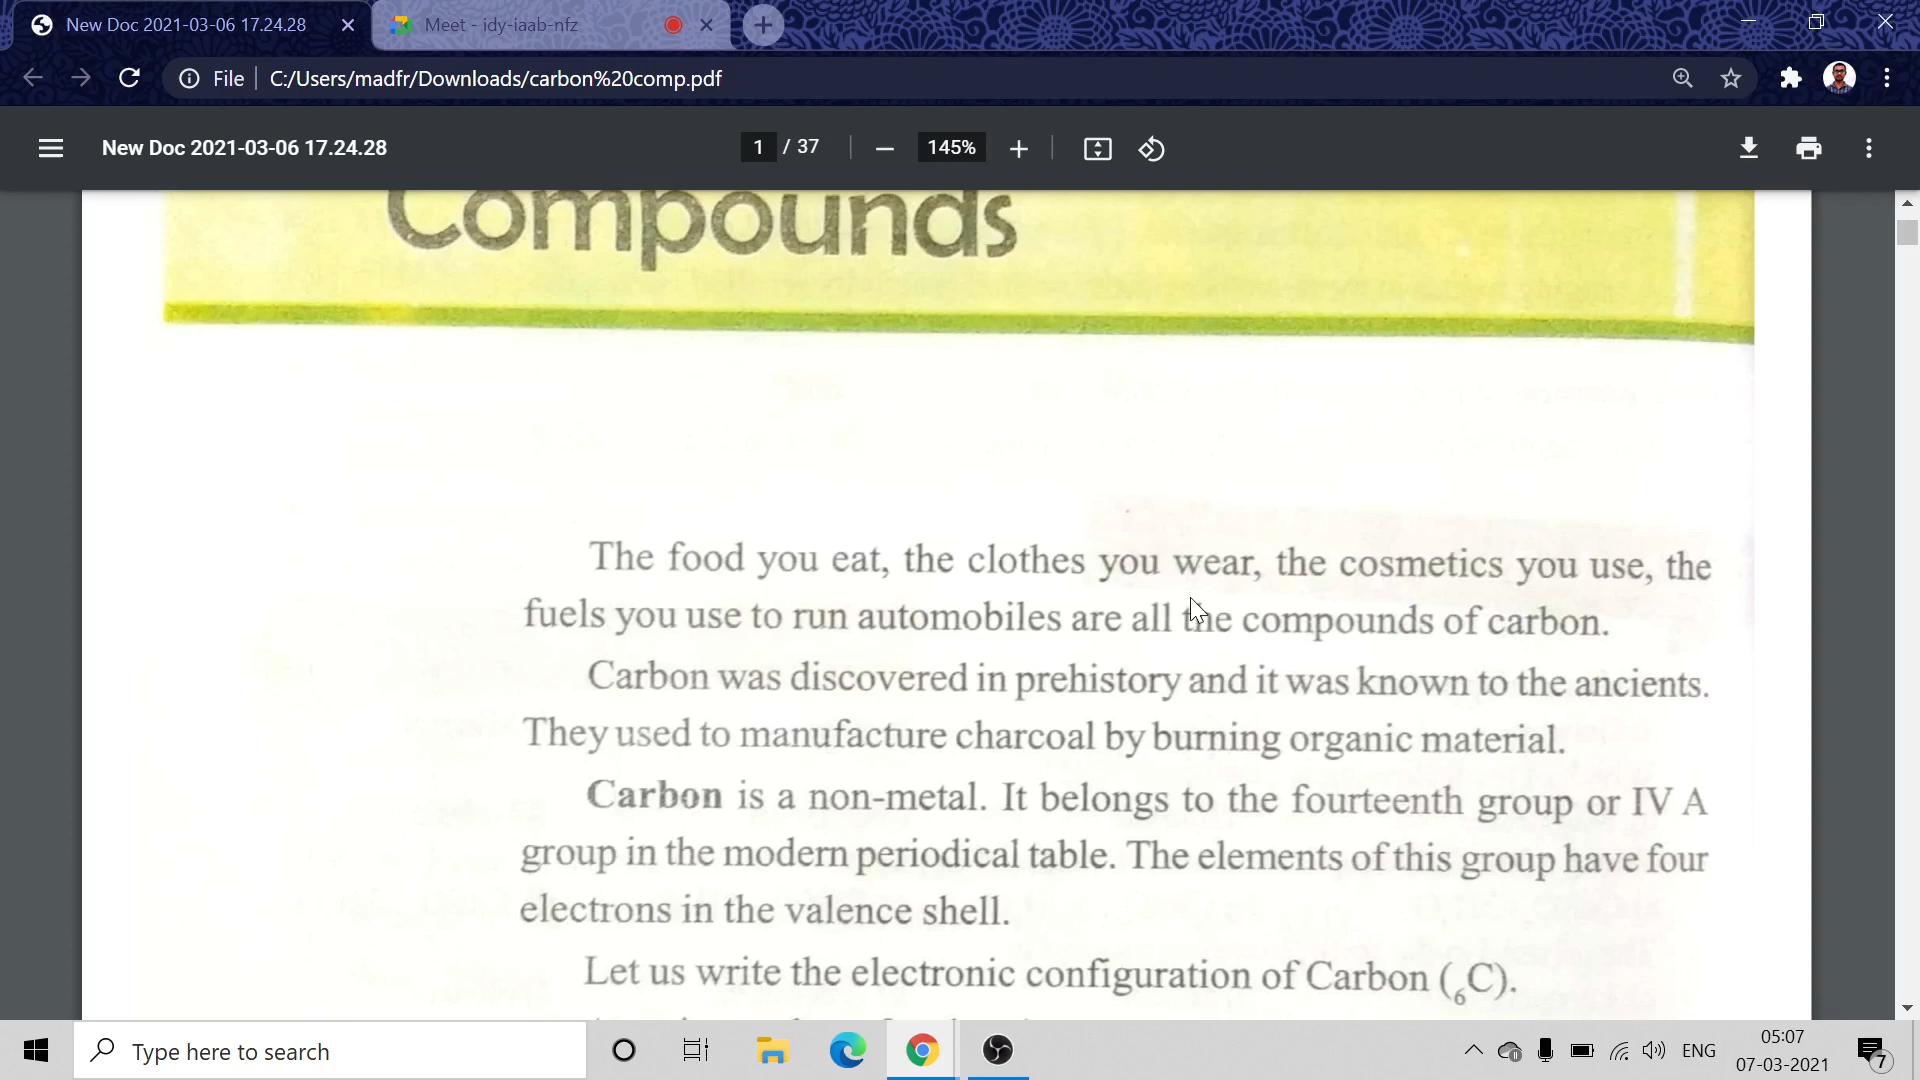 New Doc 2021-03-06 17.24.28
Meet - idy-iaab-nfz
File
C:/Users/madfr/Downloads/carbon%20comp.pdf
New Doc 2021-03-06 17.24.28
1 / 37
145%
Compounds
The food you eat, the clothes you wear, the cosmetics you use, the
fuels you use to run automobiles are all the compounds of carbon.
Carbon was discovered in prehistory and it was known to the ancients.
They used to manufacture charcoal by burning organic material.
Carbon is a non-metal. It belongs to the fourteenth group or IV A
group in the modern periodical table. The elements of this group have four
electrons in the valence shell.
Let us write the electronic configuration of Carbon (₆C).
Type here to search
ENG
05:07
07-03-2021
7